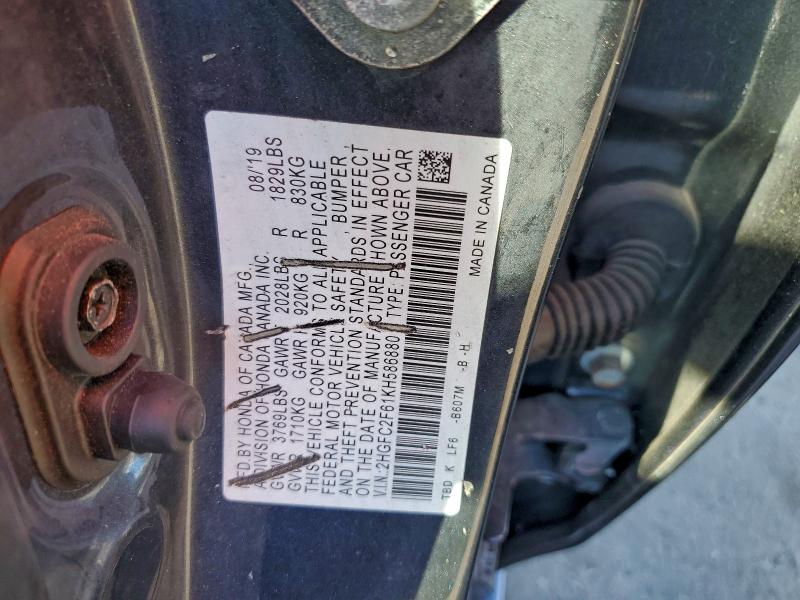 MFD BY HONDA OF CANADA MFG. 08/19
A DIVISION OF HONDA CANADA INC.
GVWR 3769LBS GAWR F 2028LBS R 1829LBS
GVWR 1710KG GAWR F 920KG R 830KG
THIS VEHICLE CONFORMS TO ALL APPLICABLE
FEDERAL MOTOR VEHICLE SAFETY, BUMPER,
AND THEFT PREVENTION STANDARDS IN EFFECT
ON THE DATE OF MANUFACTURE SHOWN ABOVE.
V.I.N.:2HGFC2F61KH586880 TYPE: PASSENGER CAR
TBD K LF6 -B607M -B -H
MADE IN CANADA